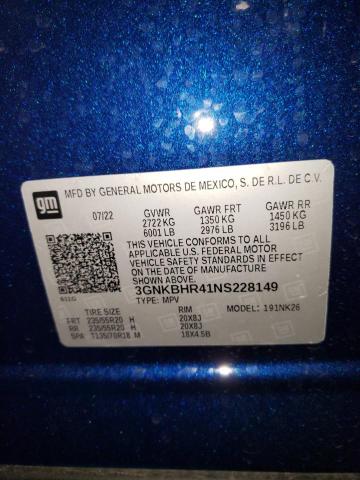 gm
MFD BY GENERAL MOTORS DE MEXICO, S. DE R.L. DE C.V.
07/22 GVWR GAWR FRT GAWR RR
2722 KG 1350 KG 1450 KG
6001 LB 2976 LB 3196 LB
THIS VEHICLE CONFORMS TO ALL
APPLICABLE U.S. FEDERAL MOTOR
VEHICLE SAFETY STANDARDS IN EFFECT
ON THE DATE OF MANUFACTURE
SHOWN ABOVE.
3GNKBHR41NS228149
TYPE: MPV MODEL: 191NK26
TIRE SIZE RIM
FRT 235/55R20 H 20X8J
RR 235/55R20 H 20X8J
SPA T135/70R18 M 18X4.5B